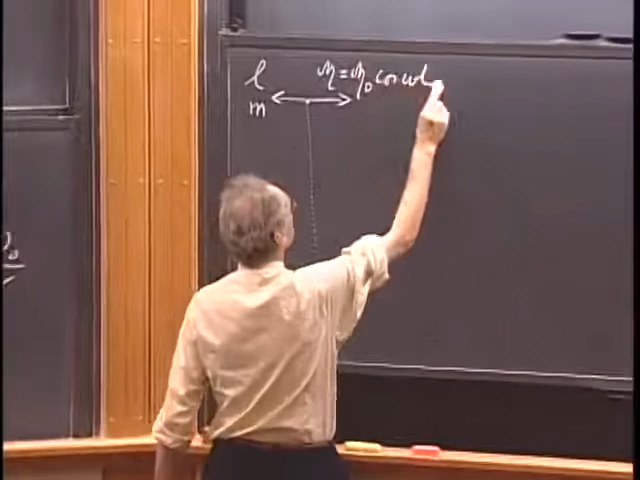 l η = η₀ cos ωt
m